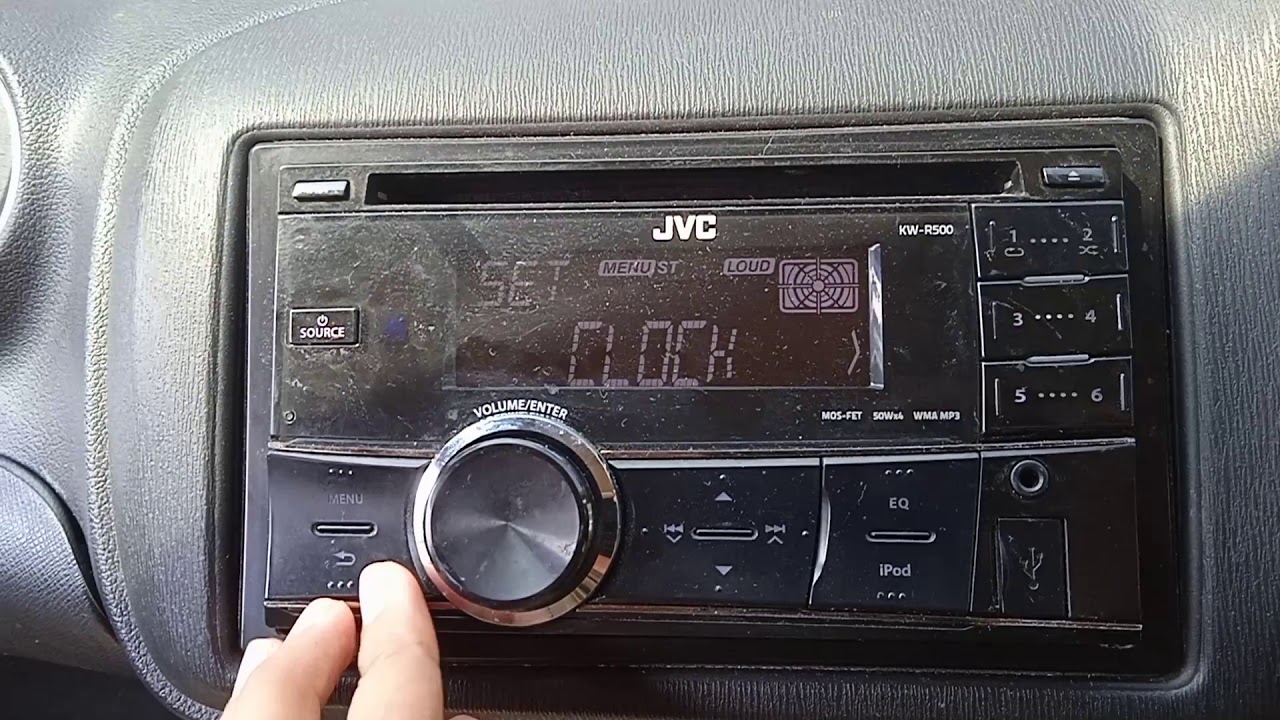 JVC
KW-R500
SET MENU ST LOUD
CLOCK
SOURCE
1 2
3 4
5 6
VOLUME/ENTER
MOS-FET 50Wx4 WMA MP3
MENU
EQ
iPod